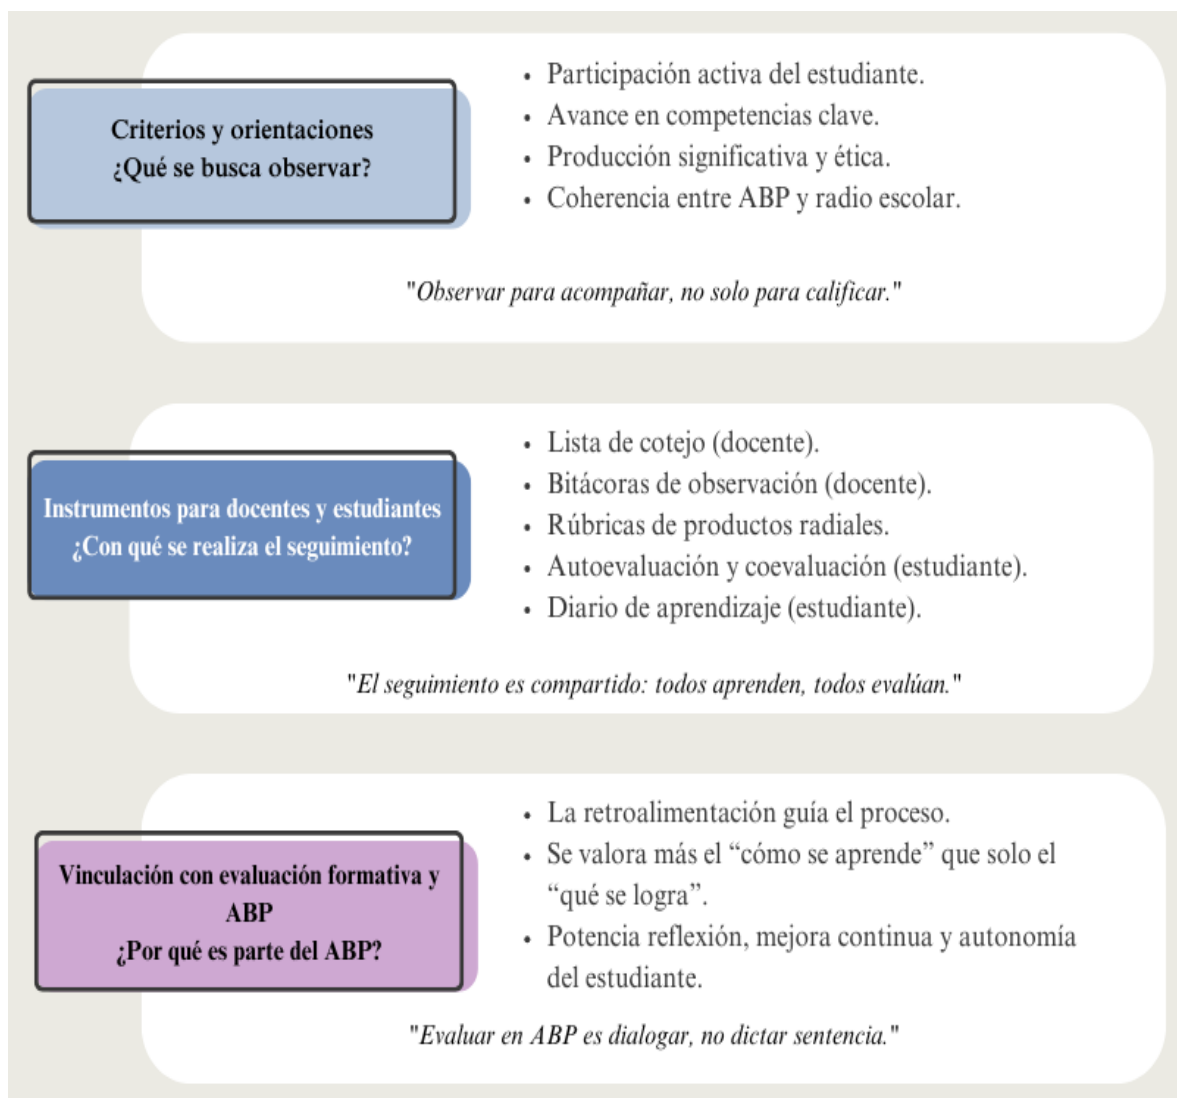 Criterios y orientaciones
¿Qué se busca observar?
• Participación activa del estudiante.
• Avance en competencias clave.
• Producción significativa y ética.
• Coherencia entre ABP y radio escolar.
"Observar para acompañar, no solo para calificar."
Instrumentos para docentes y estudiantes
¿Con qué se realiza el seguimiento?
• Lista de cotejo (docente).
• Bitácoras de observación (docente).
• Rúbricas de productos radiales.
• Autoevaluación y coevaluación (estudiante).
• Diario de aprendizaje (estudiante).
"El seguimiento es compartido: todos aprenden, todos evalúan."
Vinculación con evaluación formativa y
ABP
¿Por qué es parte del ABP?
• La retroalimentación guía el proceso.
• Se valora más el “cómo se aprende” que solo el
“qué se logra”.
• Potencia reflexión, mejora continua y autonomía
del estudiante.
"Evaluar en ABP es dialogar, no dictar sentencia."